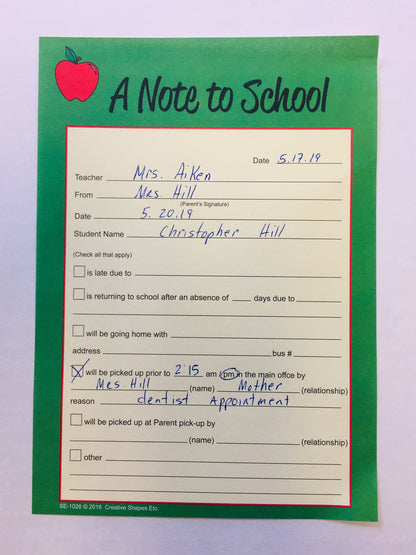 A Note to School
Date 5.17.19
Teacher Mrs. Aiken
From Mrs. Hill
(Parent's Signature)
Date 5.20.19
Student Name Christopher Hill
(Check all that apply)
is late due to
is returning to school after an absence of ____ days due to
will be going home with
address bus #
will be picked up prior to 2:15 am pm in the main offce by
Mrs. Hill (name) Mother (relationship)
reason dentist Appointment
will be picked up at Parent pick-up by
(name) (relationship)
other
SE-1028 © 2018 Creative Shapes Etc.